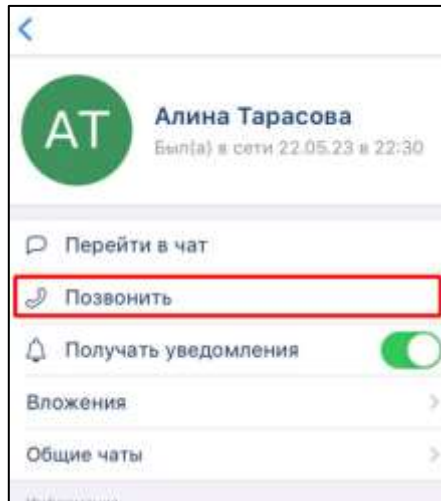 АТ
Алина Тарасова
Был(а) в сети 22.05.23 в 22:30
Перейти в чат
Позвонить
Получать уведомления
Вложения
Общие чаты